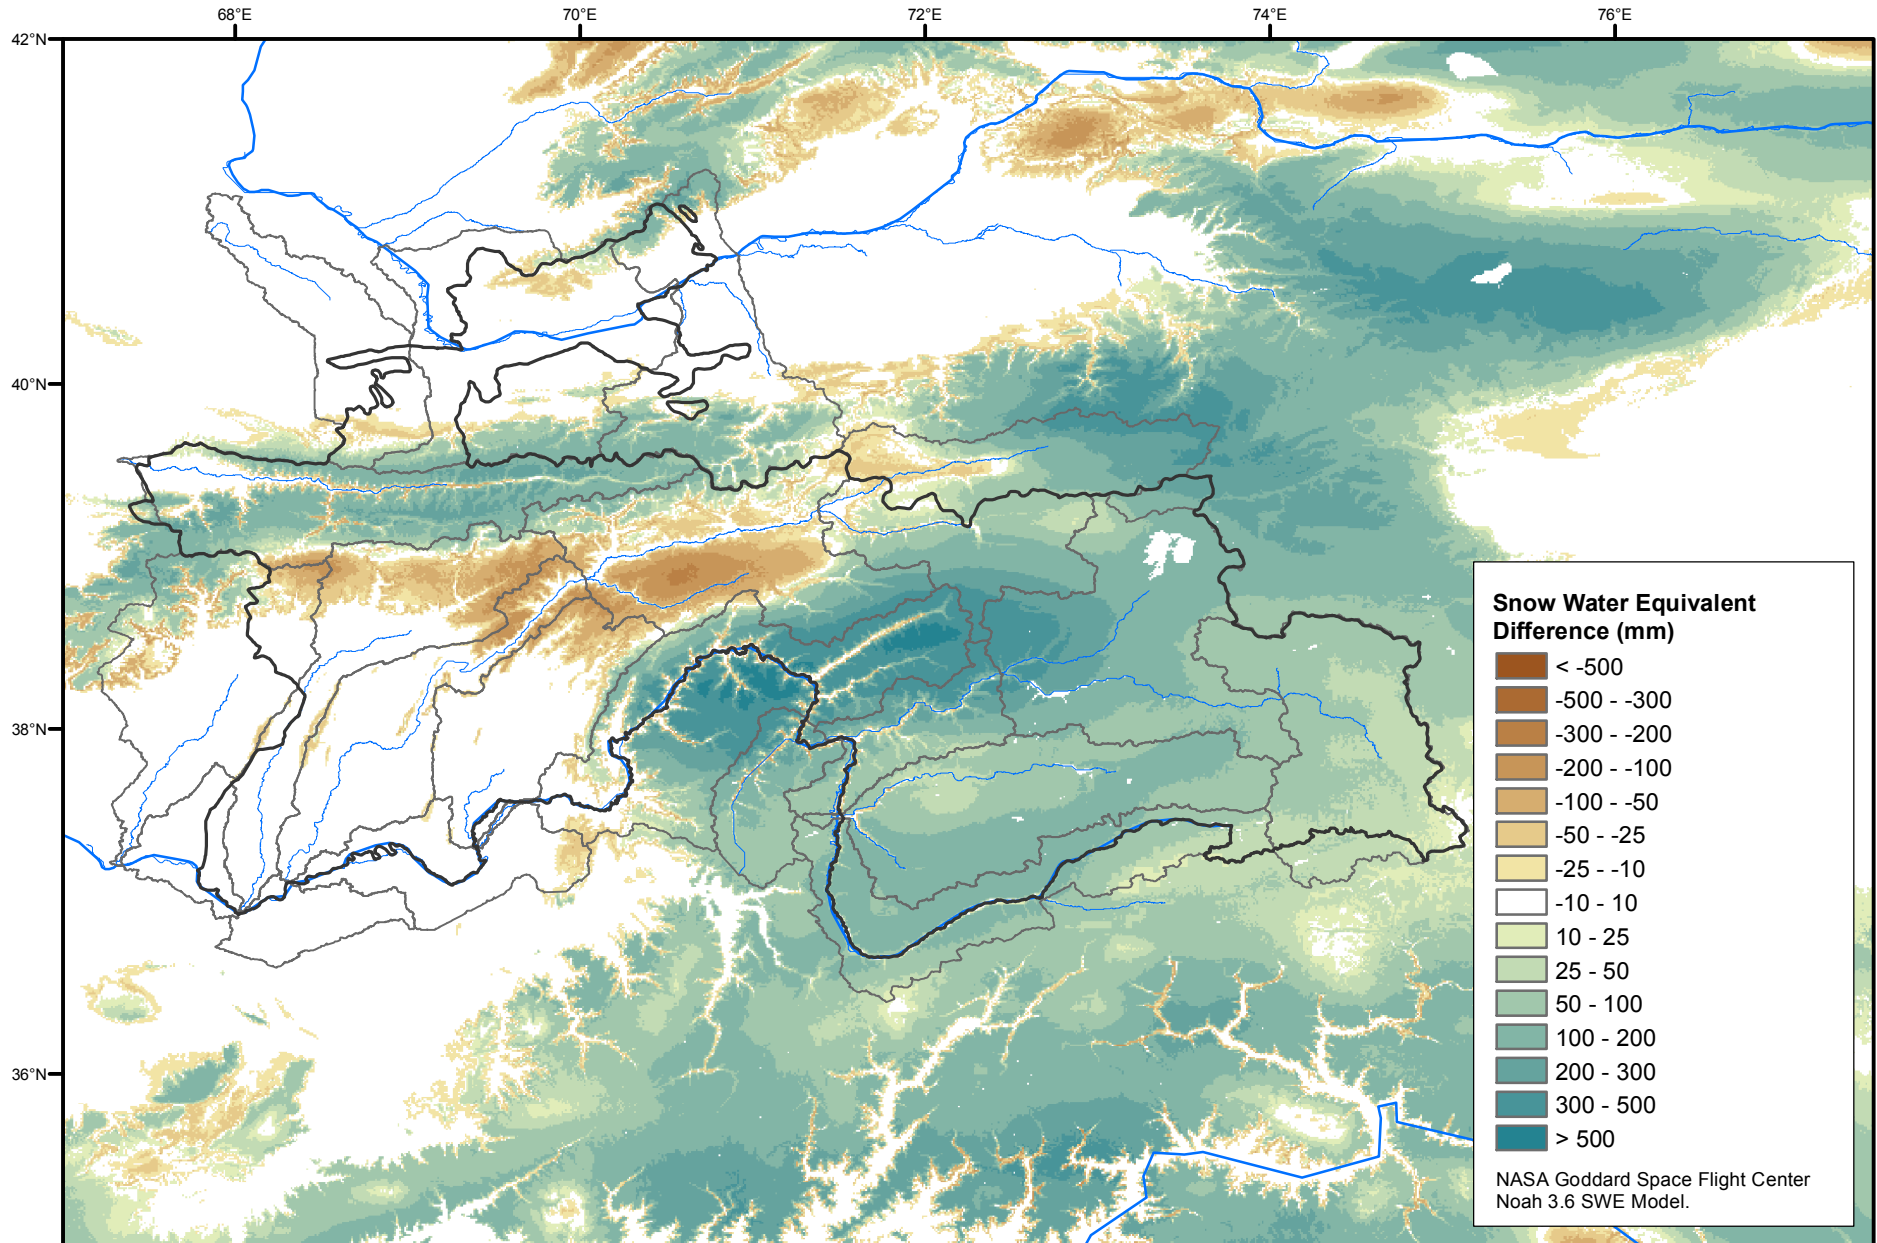 68°E 70°E 72°E 74°E 76°E
42°N
40°N
38°N
36°N
Snow Water Equivalent
Difference (mm)
< -500
-500 - -300
-300 - -200
-200 - -100
-100 - -50
-50 - -25
-25 - -10
-10 - 10
10 - 25
25 - 50
50 - 100
100 - 200
200 - 300
300 - 500
> 500
NASA Goddard Space Flight Center
Noah 3.6 SWE Model.